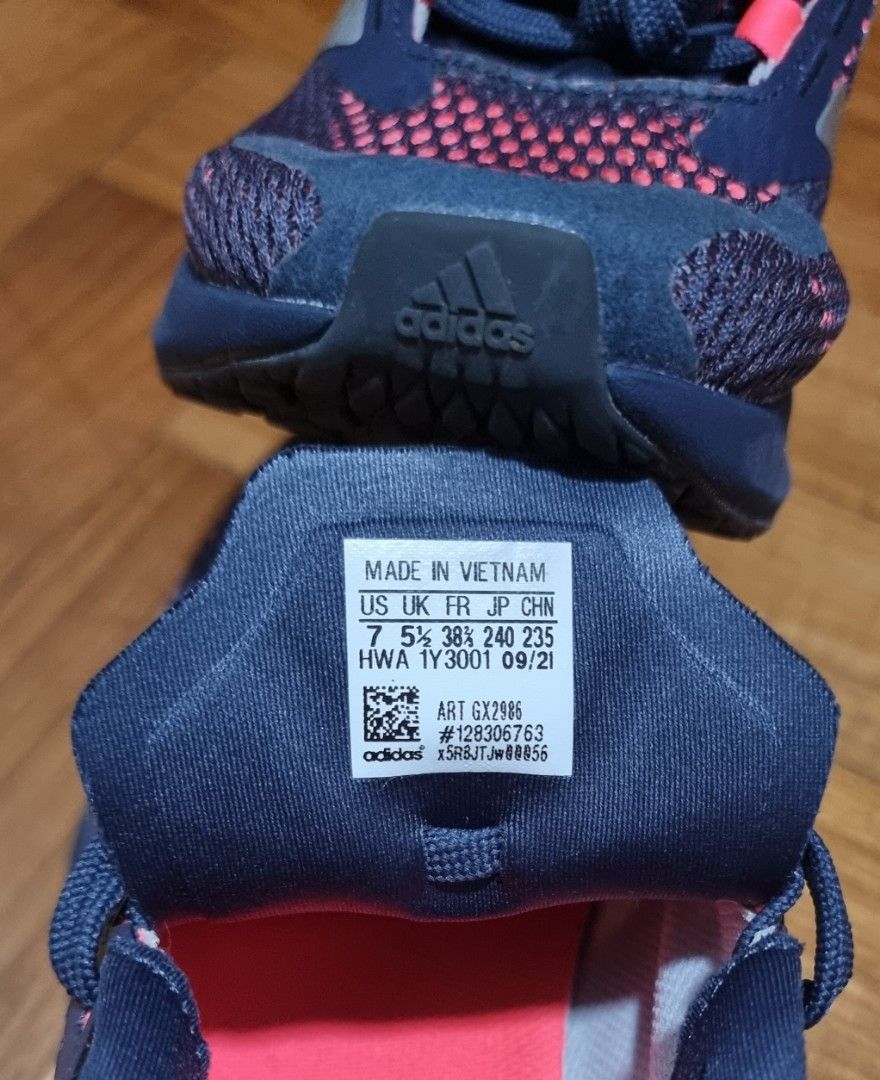 adidas
MADE IN VIETNAM
US UK FR JP CHN
7 5½ 38⅔ 240 235
HWA 1Y3001 09/21
ART GX2986
#128306763
adidas